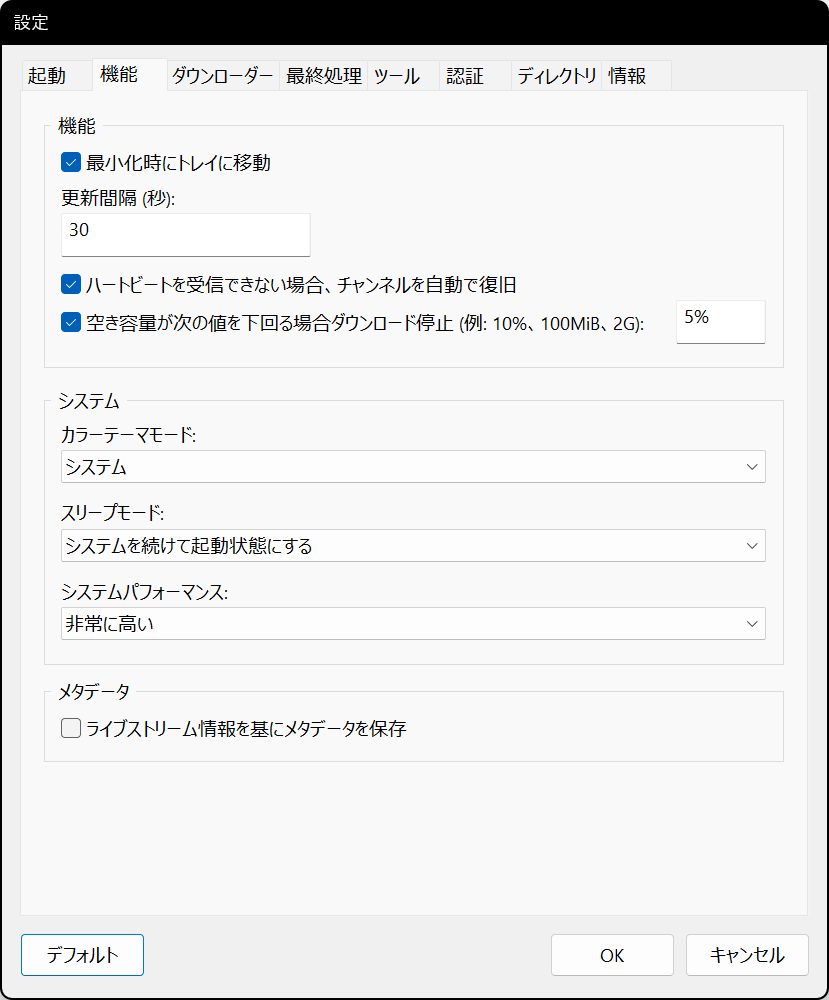 設定
起動 機能 ダウンローダー 最終処理 ツール 認証 ディレクトリ 情報
機能
最小化時にトレイに移動
更新間隔 (秒):
30
ハートビートを受信できない場合、チャンネルを自動で復旧
空き容量が次の値を下回る場合ダウンロード停止 (例: 10%、100MiB、2G): 5%
システム
カラーテーマモード:
システム
スリープモード:
システムを続けて起動状態にする
システムパフォーマンス:
非常に高い
メタデータ
ライブストリーム情報を基にメタデータを保存
デフォルト OK キャンセル